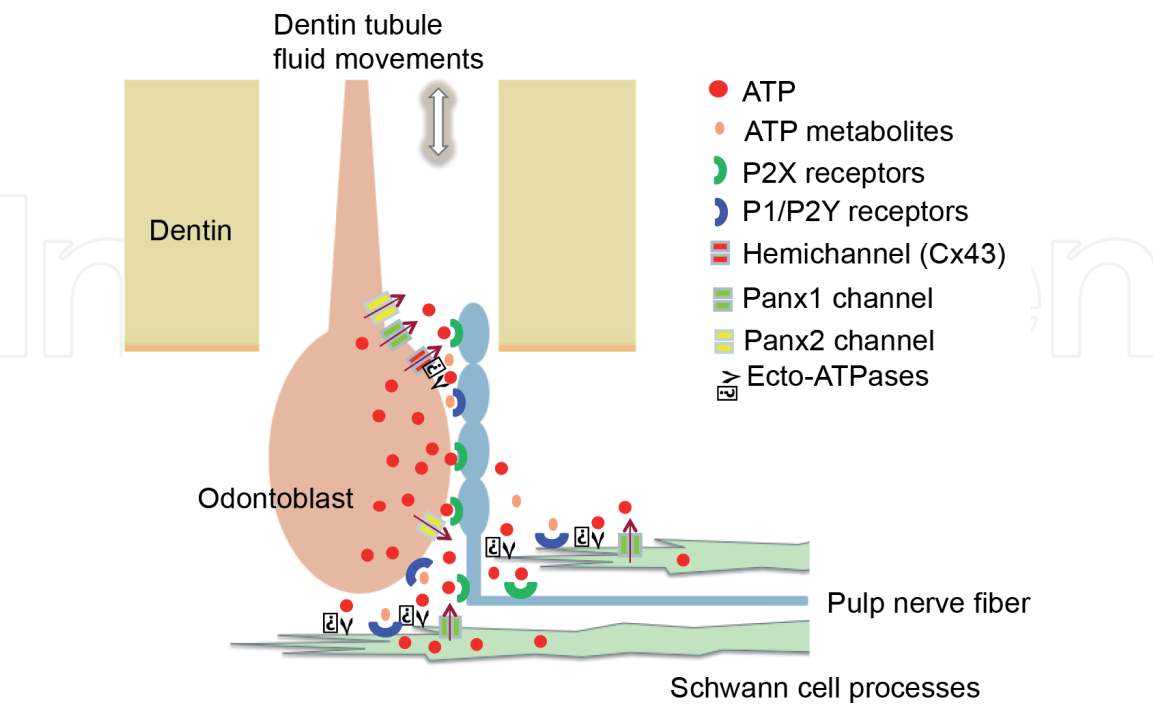 Dentin tubule
fluid movements
ATP
ATP metabolites
P2X receptors
Dentin
P1/P2Y receptors
Hemichannel (Cx43)
Panx1 channel
Panx2 channel
Ecto-ATPases
Odontoblast
Pulp nerve fiber
Schwann cell processes